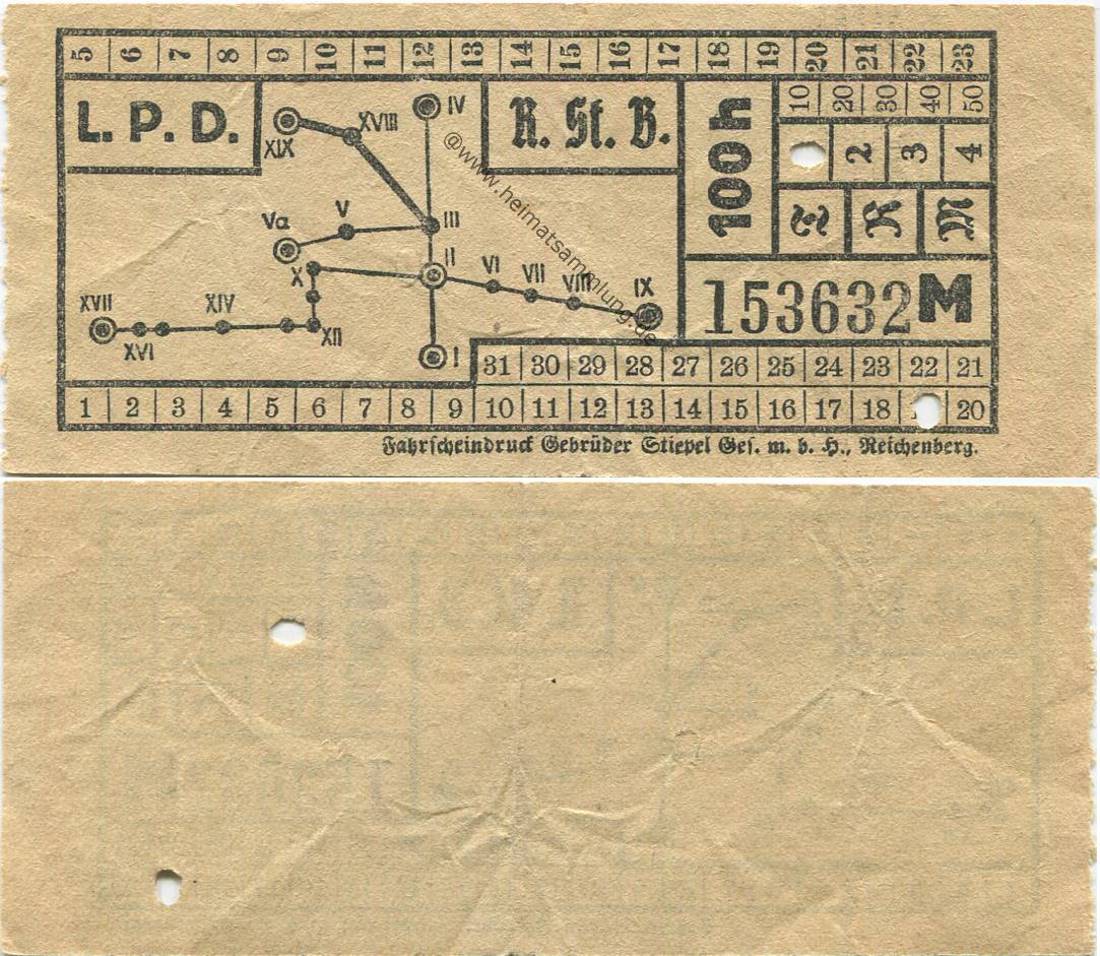 5 6 7 8 9 10 11 12 13 14 15 16 17 18 19 20 21 22 23
L. P. D.
R. St. B.
100 h
10 20 30 40 50
2 3 4
R M
153632 M
IV
XVIII
XIX
V
Va
III
II
X
VI
VII
VIII
IX
XVII
XIV
XVI
XII
I
@www.heimatsammlung.de
31 30 29 28 27 26 25 24 23 22 21
1 2 3 4 5 6 7 8 9 10 11 12 13 14 15 16 17 18 20
Fahrscheindruck Gebrüder Stiepel Ges. m. b. H., Reichenberg.